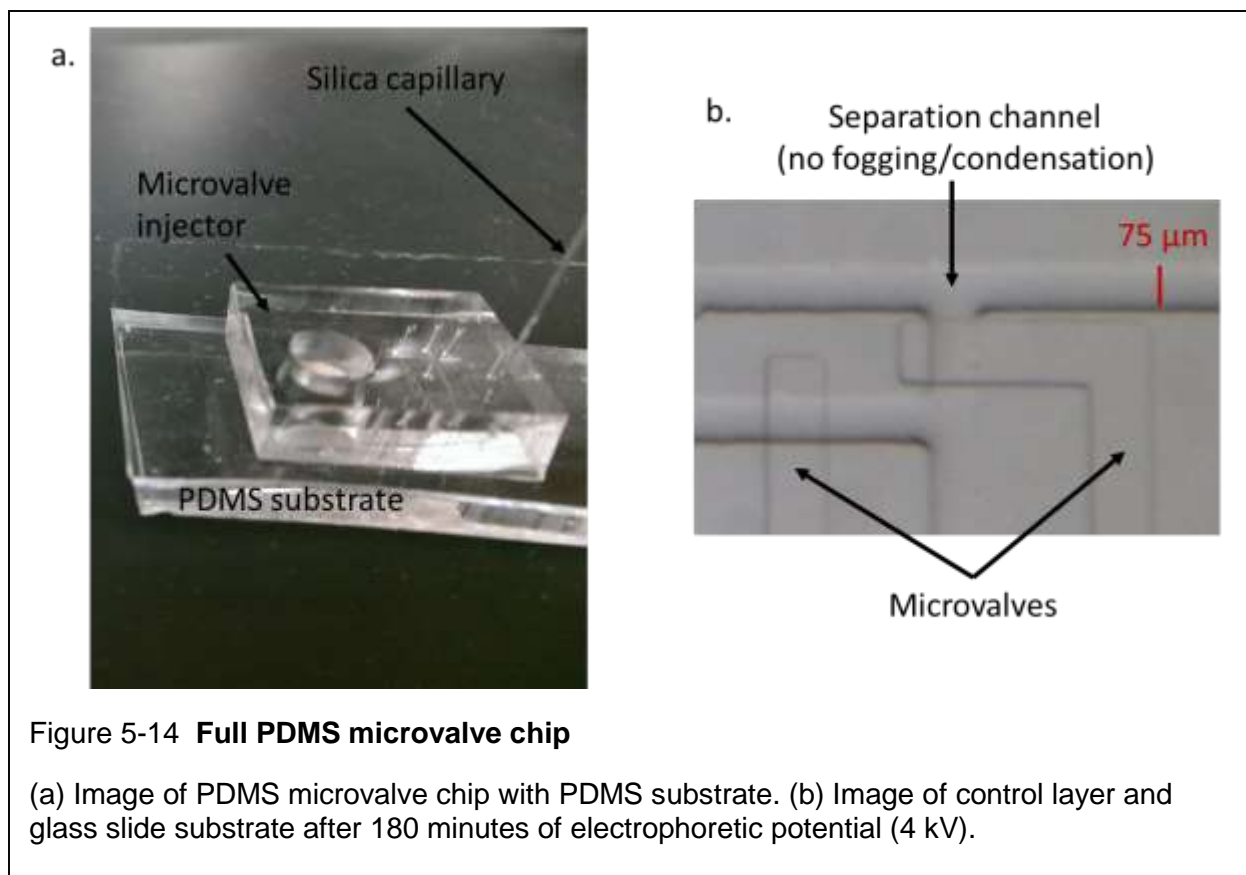 a.
Silica capillary
Microvalve
injector
PDMS substrate
b.
Separation channel
(no fogging/condensation)
75 μm
Microvalves
Figure 5-14 Full PDMS microvalve chip
(a) Image of PDMS microvalve chip with PDMS substrate. (b) Image of control layer and
glass slide substrate after 180 minutes of electrophoretic potential (4 kV).